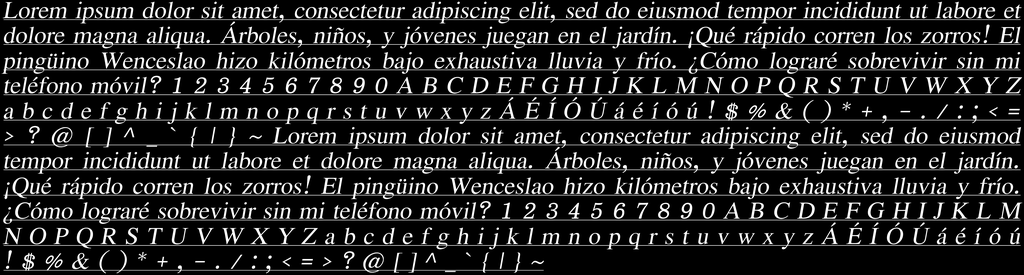 Lorem ipsum dolor sit amet, consectetur adipiscing elit, sed do eiusmod tempor incididunt ut labore et
dolore magna aliqua. Árboles, niños, y jóvenes juegan en el jardín. ¡Qué rápido corren los zorros! El
pingüino Wenceslao hizo kilómetros bajo exhaustiva lluvia y frío. ¿Cómo lograré sobrevivir sin mi
teléfono móvil? 1 2 3 4 5 6 7 8 9 0 A B C D E F G H I J K L M N O P Q R S T U V W X Y Z
a b c d e f g h i j k l m n o p q r s t u v w x y z Á É Í Ó Ú á é í ó ú ! $ % & ( ) * + , - . / : ; < =
> ? @ [ ] ^ _ ` { | } ~ Lorem ipsum dolor sit amet, consectetur adipiscing elit, sed do eiusmod
tempor incididunt ut labore et dolore magna aliqua. Árboles, niños, y jóvenes juegan en el jardín.
¡Qué rápido corren los zorros! El pingüino Wenceslao hizo kilómetros bajo exhaustiva lluvia y frío.
¿Cómo lograré sobrevivir sin mi teléfono móvil? 1 2 3 4 5 6 7 8 9 0 A B C D E F G H I J K L M
N O P Q R S T U V W X Y Z a b c d e f g h i j k l m n o p q r s t u v w x y z Á É Í Ó Ú á é í ó ú
! $ % & ( ) * + , - . / : ; < = > ? @ [ ] ^ _ ` { | } ~